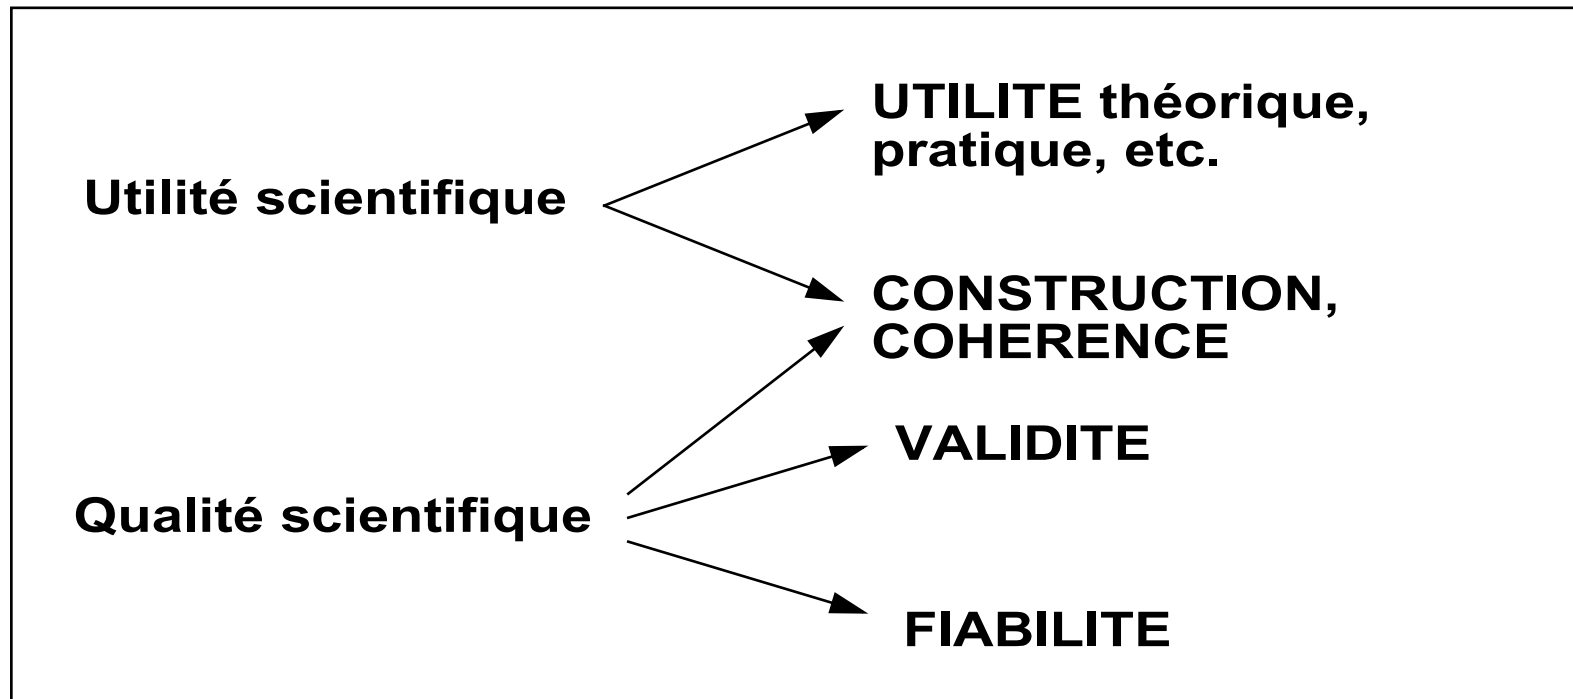 UTILITE théorique,
pratique, etc.
Utilité scientifique
CONSTRUCTION,
COHERENCE
VALIDITE
Qualité scientifique
FIABILITE